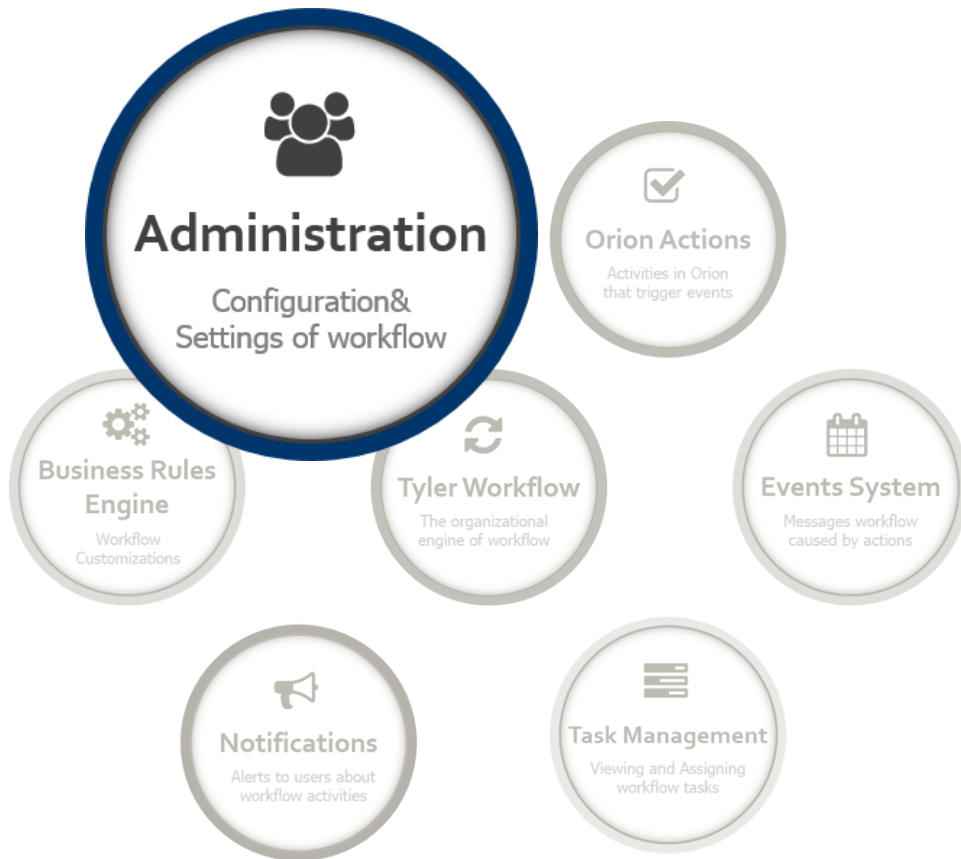 Administration
Configuration&
Settings of workflow
Orion Actions
Activities in Orion
that trigger events
Business Rules
Engine
Workflow
Customizations
Tyler Workflow
The organizational
engine of workflow
Events System
Messages workflow
caused by actions
Notifications
Alerts to users about
workflow activities
Task Management
Viewing and Assigning
workflow tasks